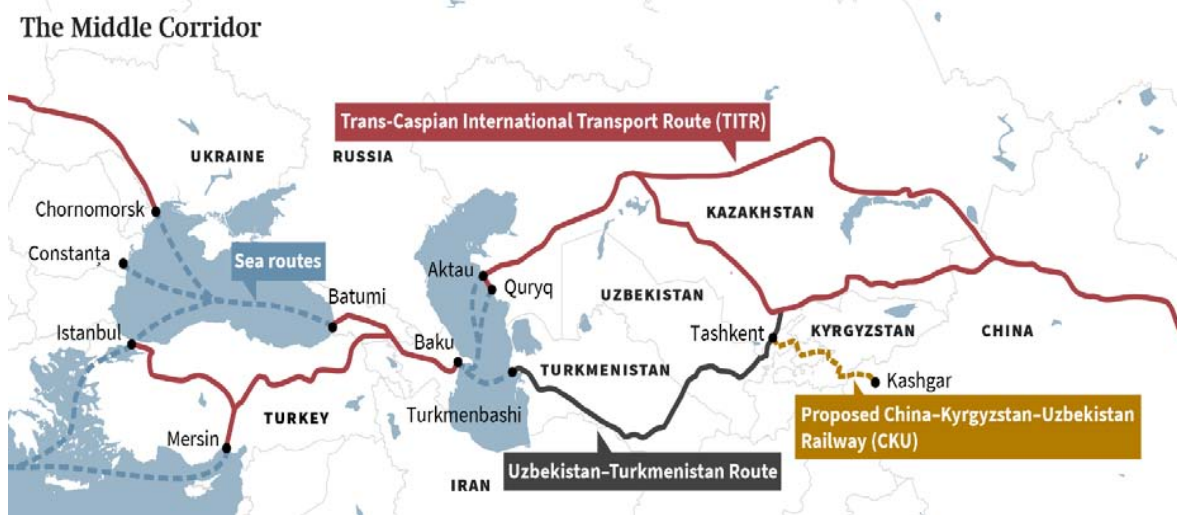 The Middle Corridor
Trans-Caspian International Transport Route (TITR)
UKRAINE
RUSSIA
Chornomorsk
KAZAKHSTAN
Constanța
Sea routes
Aktau
Quryq
Batumi
UZBEKISTAN
Istanbul
Baku
Tashkent
KYRGYZSTAN
CHINA
TURKMENISTAN
Kashgar
TURKEY
Turkmenbashi
Proposed China–Kyrgyzstan–Uzbekistan
Railway (CKU)
Mersin
Uzbekistan–Turkmenistan Route
IRAN